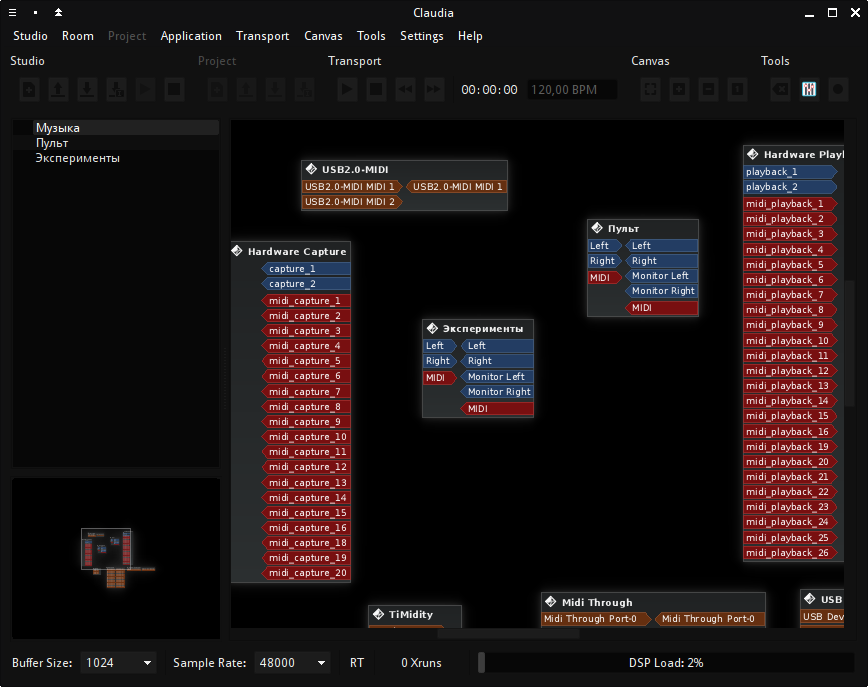 Claudia
Studio Room Project Application Transport Canvas Tools Settings Help
Studio Project Transport Canvas Tools
00:00:00 120,00 BPM
Музыка
Пульт
Эксперименты
USB2.0-MIDI
USB2.0-MIDI MIDI 1 USB2.0-MIDI MIDI 1
USB2.0-MIDI MIDI 2
Hardware Capture
capture_1
capture_2
midi_capture_1
midi_capture_2
midi_capture_3
midi_capture_4
midi_capture_5
midi_capture_6
midi_capture_7
midi_capture_8
midi_capture_9
midi_capture_10
midi_capture_11
midi_capture_12
midi_capture_13
midi_capture_14
midi_capture_15
midi_capture_16
midi_capture_18
midi_capture_19
midi_capture_20
Эксперименты
Left Left
Right Right
Monitor Left
Monitor Right
MIDI
MIDI
Пульт
Left Left
Right Right
Monitor Left
MIDI
Monitor Right
MIDI
Hardware Playl
playback_1
playback_2
midi_playback_1
midi_playback_2
midi_playback_3
midi_playback_4
midi_playback_5
midi_playback_6
midi_playback_7
midi_playback_8
midi_playback_9
midi_playback_10
midi_playback_11
midi_playback_12
midi_playback_13
midi_playback_14
midi_playback_15
midi_playback_16
midi_playback_19
midi_playback_20
midi_playback_21
midi_playback_22
midi_playback_23
midi_playback_24
midi_playback_25
midi_playback_26
TiMidity
Midi Through
Midi Through Port-0 Midi Through Port-0
USB
USB Dev
Buffer Size: 1024 Sample Rate: 48000 RT 0 Xruns DSP Load: 2%